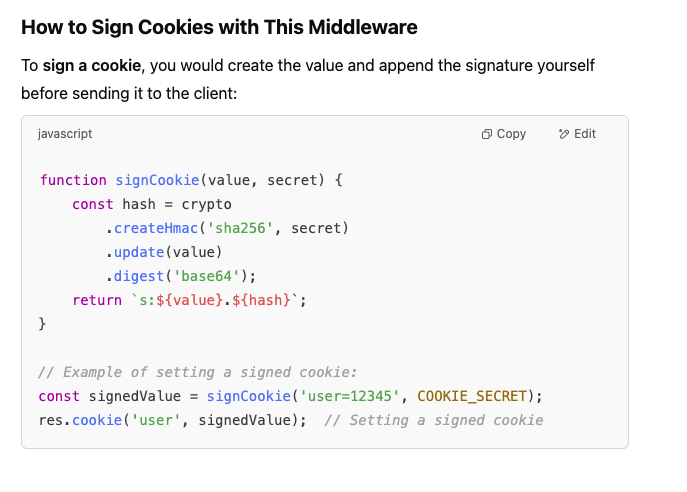 How to Sign Cookies with This Middleware
To sign a cookie, you would create the value and append the signature yourself
before sending it to the client:
javascript Copy Edit
function signCookie(value, secret) {
    const hash = crypto
        .createHmac('sha256', secret)
        .update(value)
        .digest('base64');
    return `s:${value}.${hash}`;
}

// Example of setting a signed cookie:
const signedValue = signCookie('user=12345', COOKIE_SECRET);
res.cookie('user', signedValue);  // Setting a signed cookie